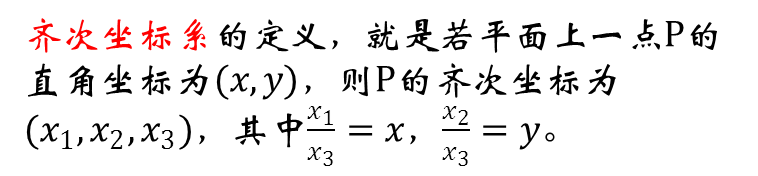 齐次坐标系的定义，就是若平面上一点P的
直角坐标为(x,y)，则P的齐次坐标为
(x₁,x₂,x₃)，其中x₁/x₃=x，x₂/x₃=y。